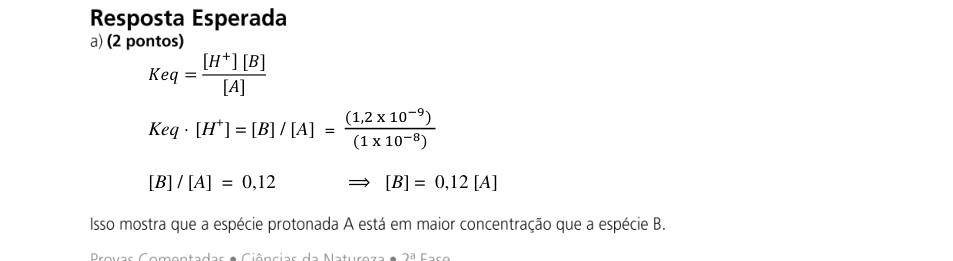 Resposta Esperada
a) (2 pontos)
Keq = [H⁺] [B] / [A]
Keq · [H⁺] = [B] / [A] = (1,2 x 10⁻⁹) / (1 x 10⁻⁸)
[B] / [A] = 0,12 ⟹ [B] = 0,12 [A]
Isso mostra que a espécie protonada A está em maior concentração que a espécie B.
Provas Comentadas • Ciências da Natureza • 2ª Fase